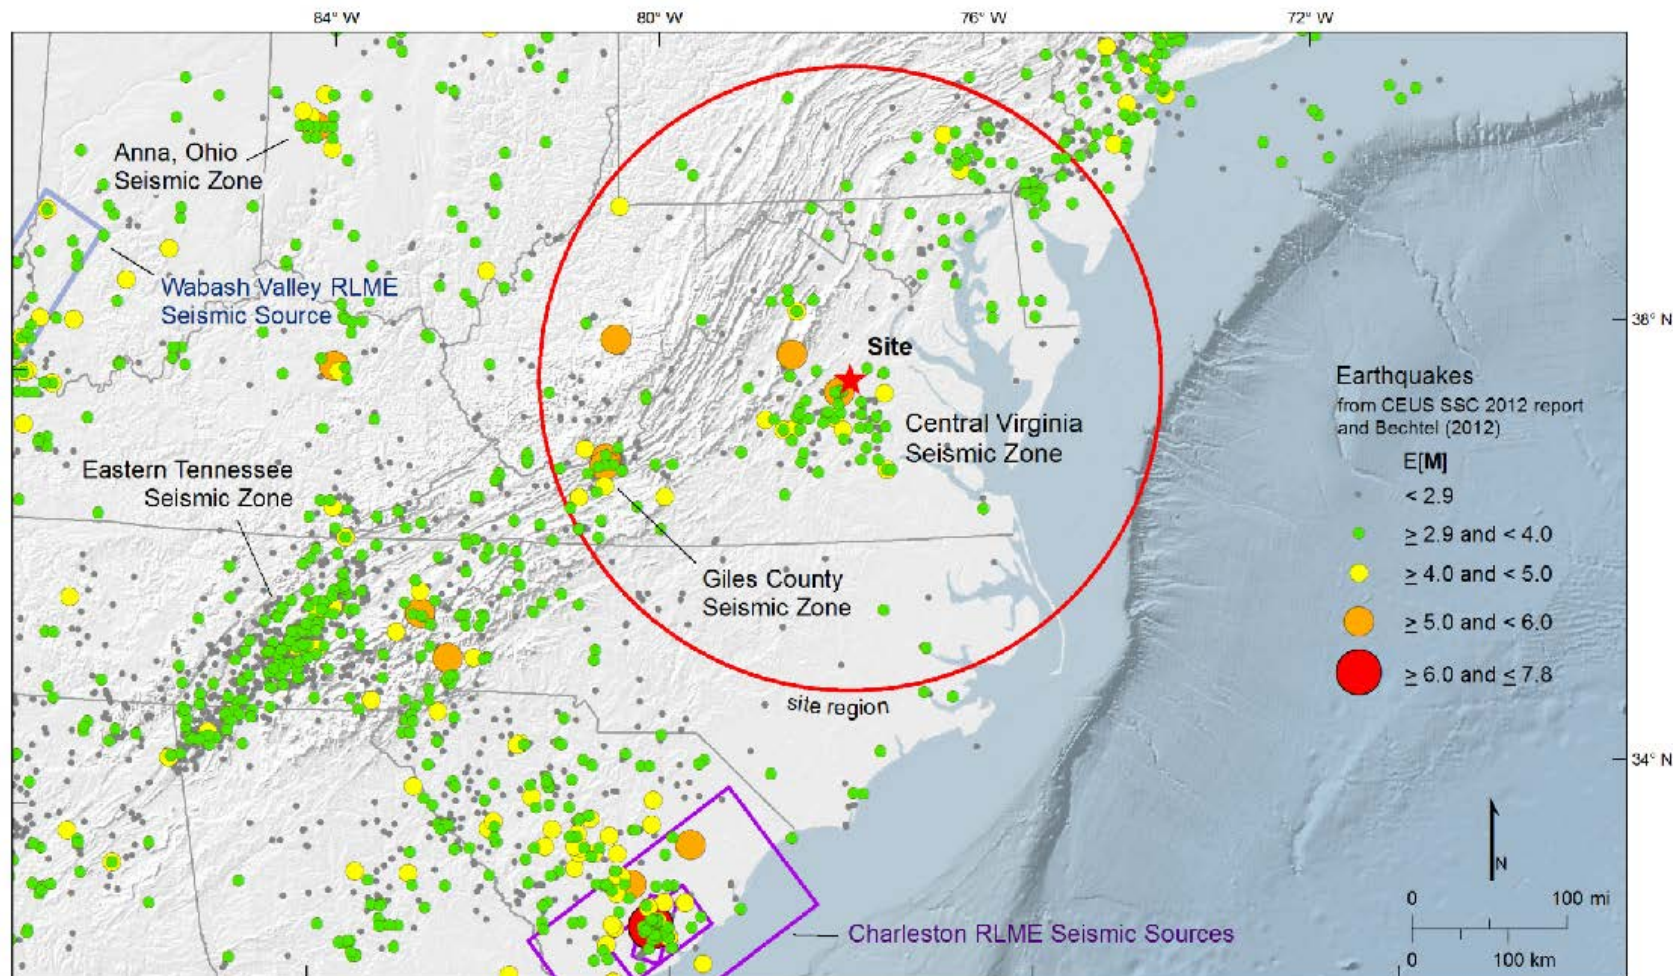 84° W
80° W
76° W
72° W
Anna, Ohio
Seismic Zone
Wabash Valley RLME
Seismic Source
38° N
Site
Earthquakes
from CEUS SSC 2012 report
and Bechtel (2012)
Central Virginia
Seismic Zone
E[M]
Eastern Tennessee
Seismic Zone
< 2.9
≥ 2.9 and < 4.0
≥ 4.0 and < 5.0
Giles County
Seismic Zone
≥ 5.0 and < 6.0
≥ 6.0 and ≤ 7.8
site region
34° N
N
0 100 mi
Charleston RLME Seismic Sources
0 100 km